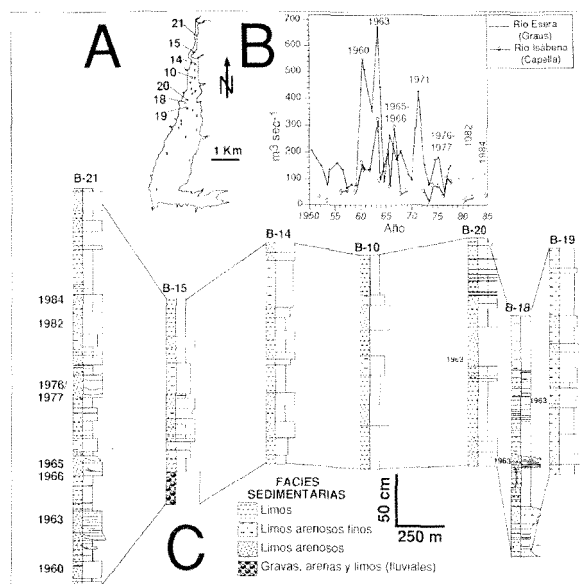 A
21
15
14
10
20
18
19
N
1 Km
B
700
600
500
400
300
200
100
0
m3 sec-1
1950
55
60
65
70
75
80
85
Año
1960
1963
1965-
1966
1971
1976-
1977
1982
1984
Río Esera
(Graus)
Río Isábena
(Capella)
B-21
B-15
B-14
B-10
B-20
B-18
B-19
1984
1982
1976/
1977
1965
1966
1963
1960
1963
1963
1963
C
FACIES
SEDIMENTARIAS
Limos
Limos arenosos finos
Limos arenosos
Gravas, arenas y limos (fluviales)
50 cm
250 m